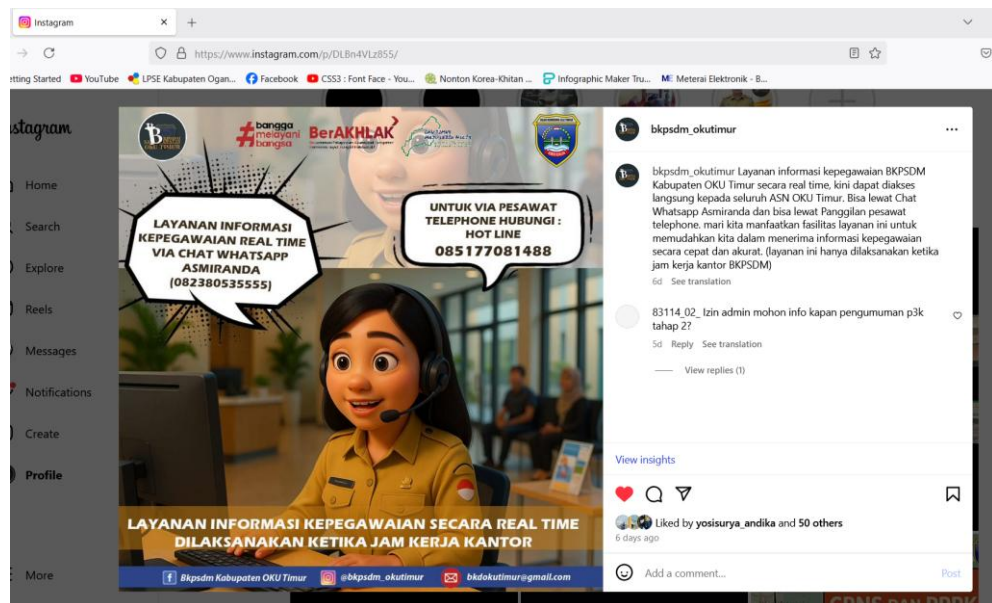 Instagram
https://www.instagram.com/p/DLBn4VLz855/
etting Started YouTube LPSE Kabupaten Ogan... Facebook CSS3 : Font Face - You... Nonton Korea-Khitan ... Infographic Maker Tru... Meterai Elektronik - B...
stagram
Home
Search
Explore
Reels
Messages
Notifications
Create
Profile
More
OKU TIMUR
bangga
#melayani
bangsa
BerAKHLAK
LAYANAN INFORMASI
KEPEGAWAIAN REAL TIME
VIA CHAT WHATSAPP
ASMIRANDA
(082380535555)
UNTUK VIA PESAWAT
TELEPHONE HUBUNGI :
HOT LINE
085177081488
LAYANAN INFORMASI KEPEGAWAIAN SECARA REAL TIME
DILAKSANAKAN KETIKA JAM KERJA KANTOR
Bkpsdm Kabupaten OKU Timur @bkpsdm_okutimur bkdokutimur@gmail.com
bkpsdm_okutimur
bkpsdm_okutimur Layanan informasi kepegawaian BKPSDM
Kabupaten OKU Timur secara real time, kini dapat diakses
langsung kepada seluruh ASN OKU Timur. Bisa lewat Chat
Whatsapp Asmiranda dan bisa lewat Panggilan pesawat
telephone. mari kita manfaatkan fasilitas layanan ini untuk
memudahkan kita dalam menerima informasi kepegawaian
secara cepat dan akurat. (layanan ini hanya dilaksanakan ketika
jam kerja kantor BKPSDM)
6d See translation
83114_02_ Izin admin mohon info kapan pengumuman p3k
tahap 2?
5d Reply See translation
View replies (1)
View insights
Liked by yosisurya_andika and 50 others
6 days ago
Add a comment...
Post